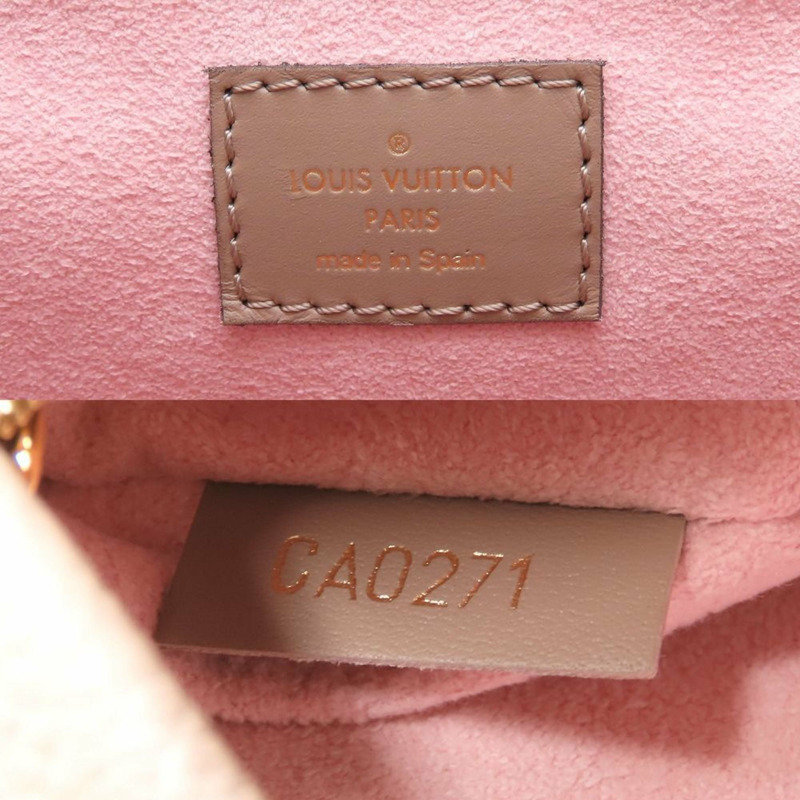 ®
LOUIS VUITTON
PARIS
made in Spain
CA0271